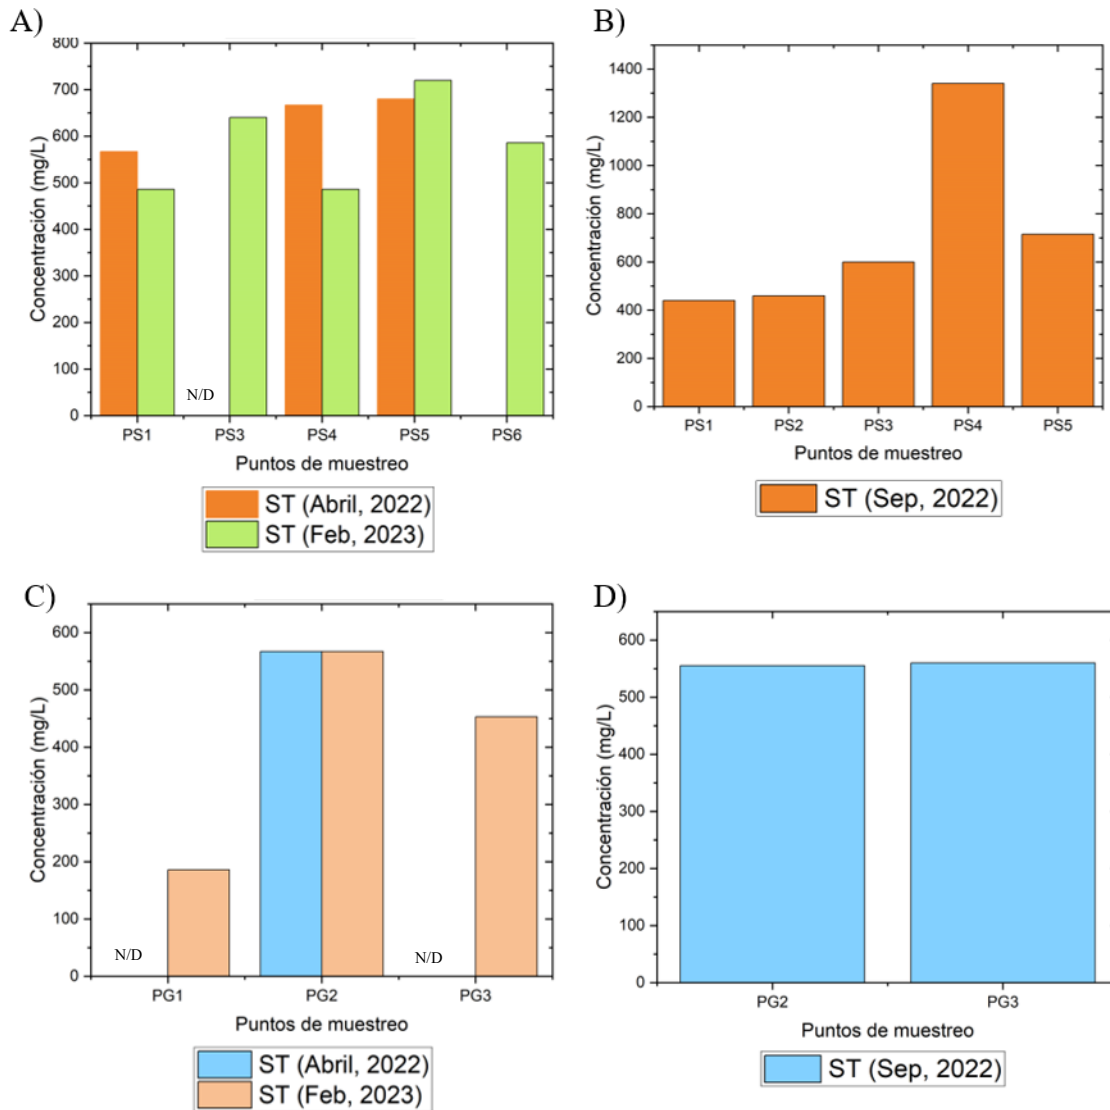 A)
800
700
600
500
400
300
200
100
0
Concentración (mg/L)
N/D
PS1 PS3 PS4 PS5 PS6
Puntos de muestreo
ST (Abril, 2022)
ST (Feb, 2023)
B)
1400
1200
1000
800
600
400
200
0
Concentración (mg/L)
PS1 PS2 PS3 PS4 PS5
Puntos de muestreo
ST (Sep, 2022)
C)
600
500
400
300
200
100
0
Concentración (mg/L)
N/D
N/D
PG1 PG2 PG3
Puntos de muestreo
ST (Abril, 2022)
ST (Feb, 2023)
D)
600
500
400
300
200
100
0
Concentración (mg/L)
PG2 PG3
Puntos de muestreo
ST (Sep, 2022)